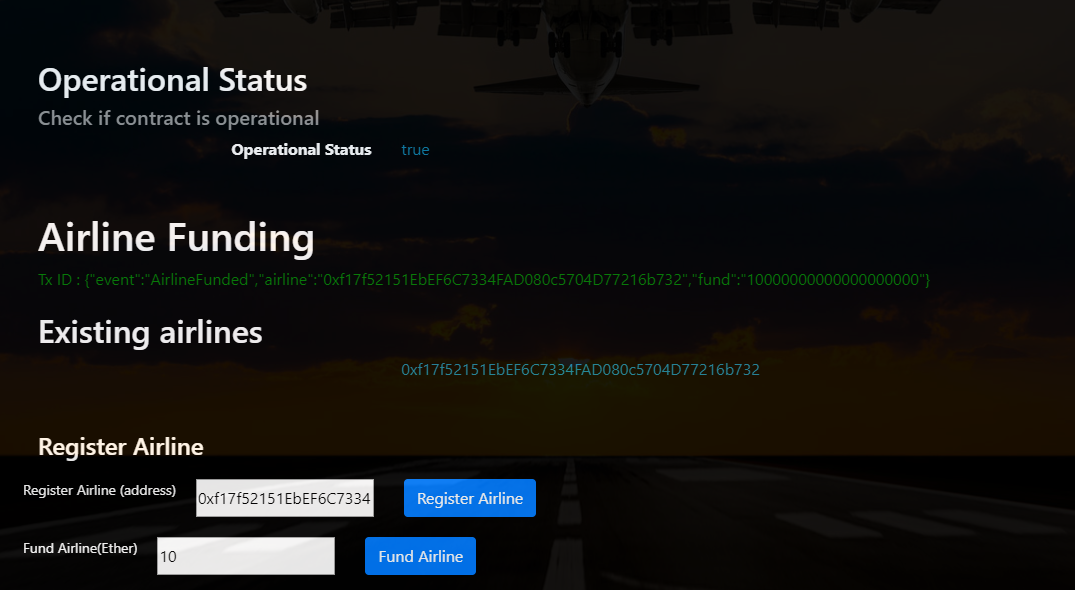 Operational Status
Check if contract is operational
Operational Status true
Airline Funding
Tx ID : {"event":"AirlineFunded","airline":"0xf17f52151EbEF6C7334FAD080c5704D77216b732","fund":"10000000000000000000"}
Existing airlines
0xf17f52151EbEF6C7334FAD080c5704D77216b732
Register Airline
Register Airline (address) 0xf17f52151EbEF6C7334 Register Airline
Fund Airline(Ether) 10 Fund Airline